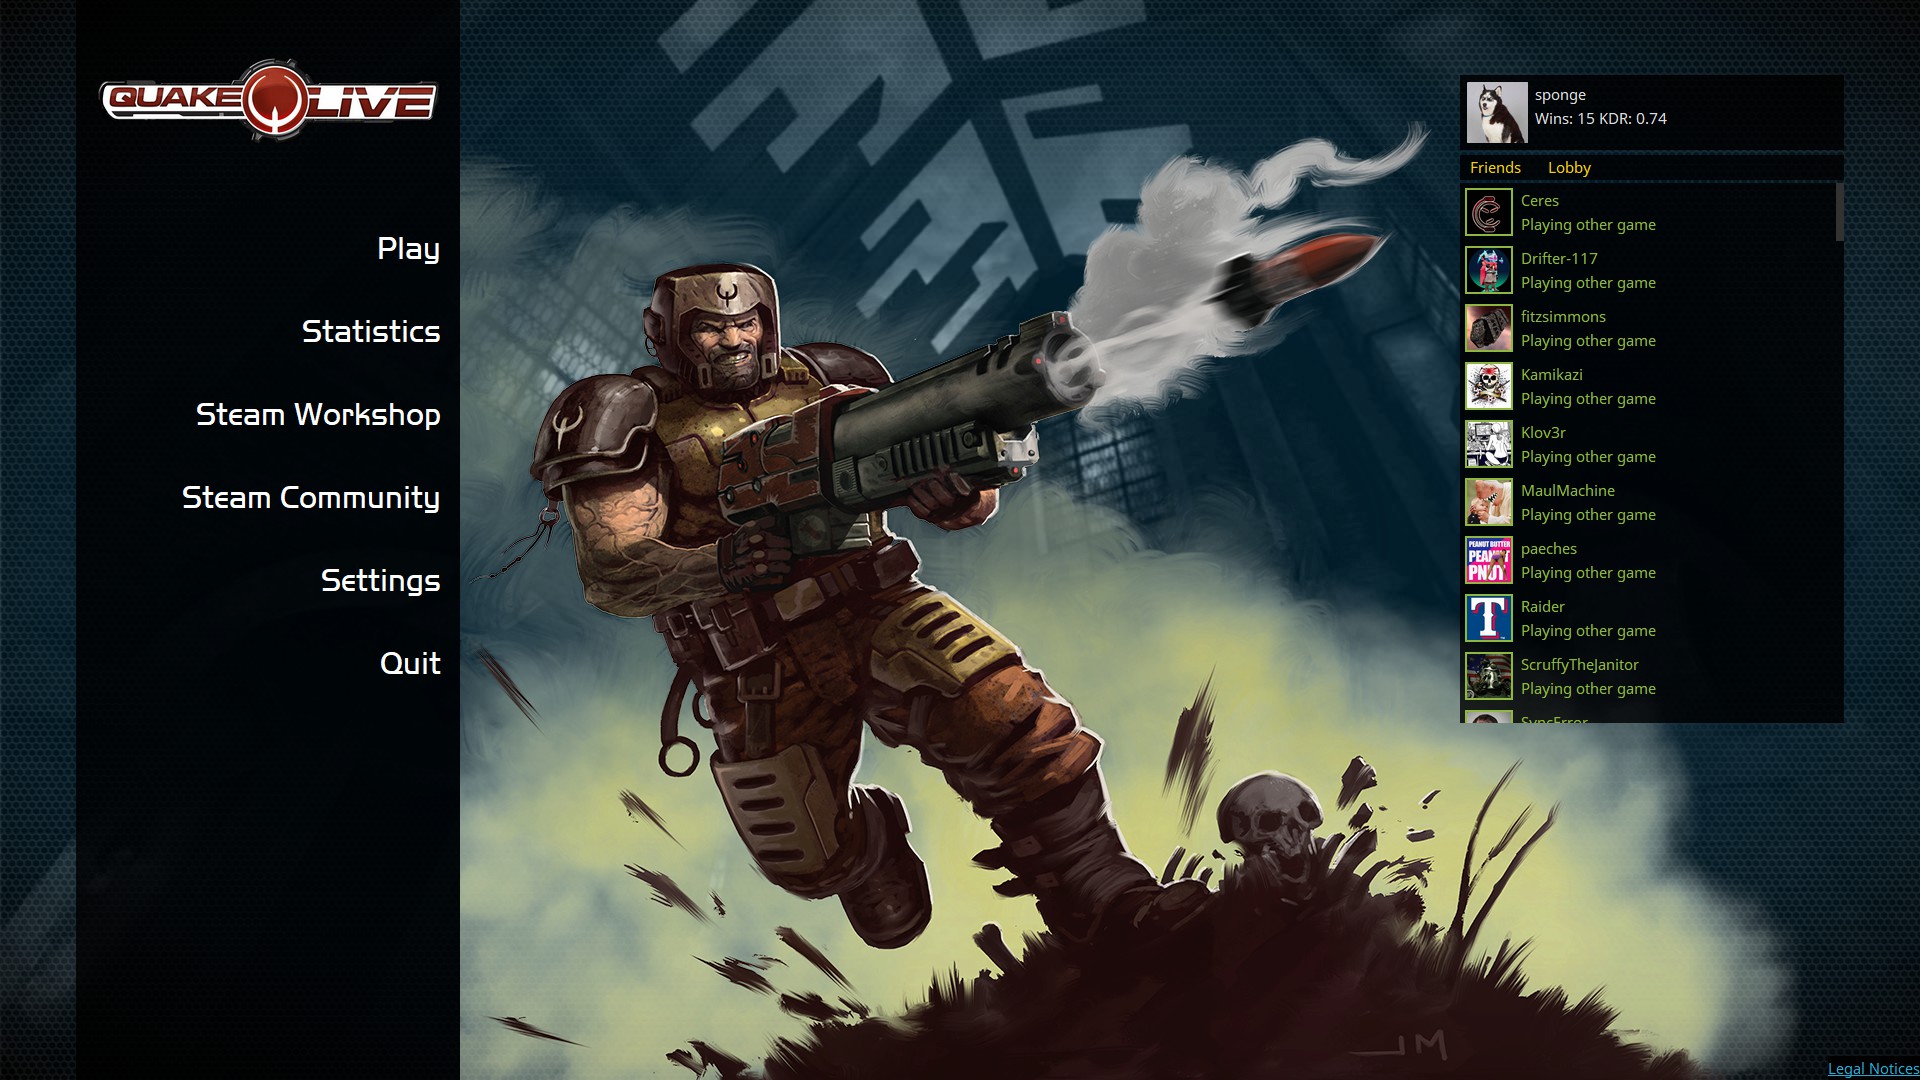 QUAKE LIVE
Play
Statistics
Steam Workshop
Steam Community
Settings
Quit
sponge
Wins: 15 KDR: 0.74
Friends Lobby
Ceres
Playing other game
Drifter-117
Playing other game
fitzsimmons
Playing other game
Kamikazi
Playing other game
Klov3r
Playing other game
MaulMachine
Playing other game
PEANUT BUTTER
paeches
Playing other game
T
Raider
Playing other game
ScruffyTheJanitor
Playing other game
SyncError
JM
Legal Notices